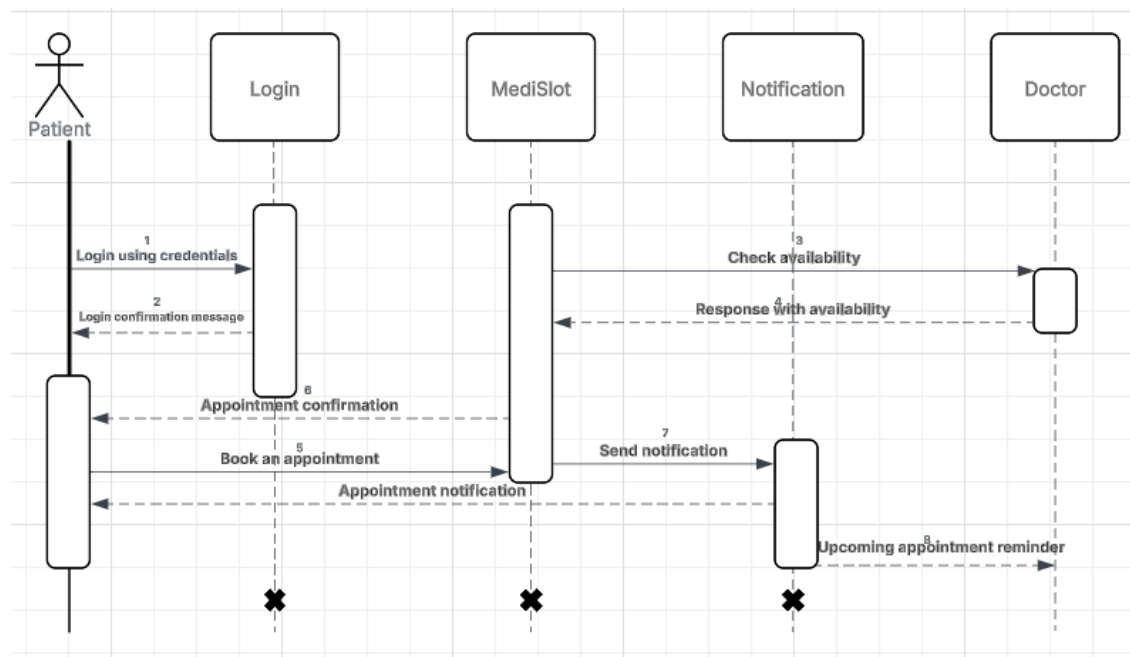 Patient
Login
MediSlot
Notification
Doctor
1
Login using credentials
3
Check availability
2
Login confirmation message
4
Response with availability
6
Appointment confirmation
5
Book an appointment
7
Send notification
Appointment notification
8
Upcoming appointment reminder